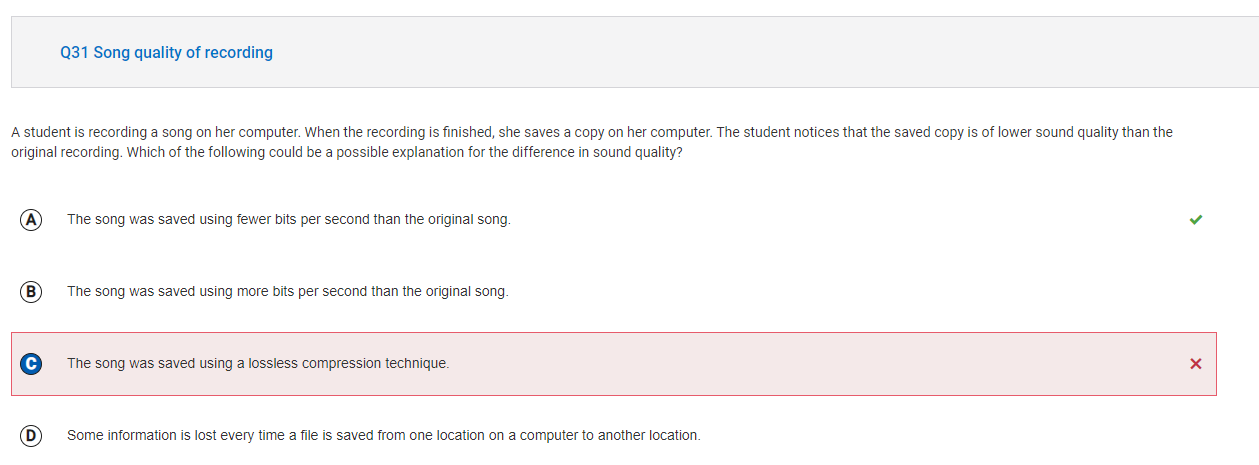 Q31 Song quality of recording
A student is recording a song on her computer. When the recording is finished, she saves a copy on her computer. The student notices that the saved copy is of lower sound quality than the
original recording. Which of the following could be a possible explanation for the difference in sound quality?
A The song was saved using fewer bits per second than the original song.
B The song was saved using more bits per second than the original song.
C The song was saved using a lossless compression technique.
D Some information is lost every time a file is saved from one location on a computer to another location.